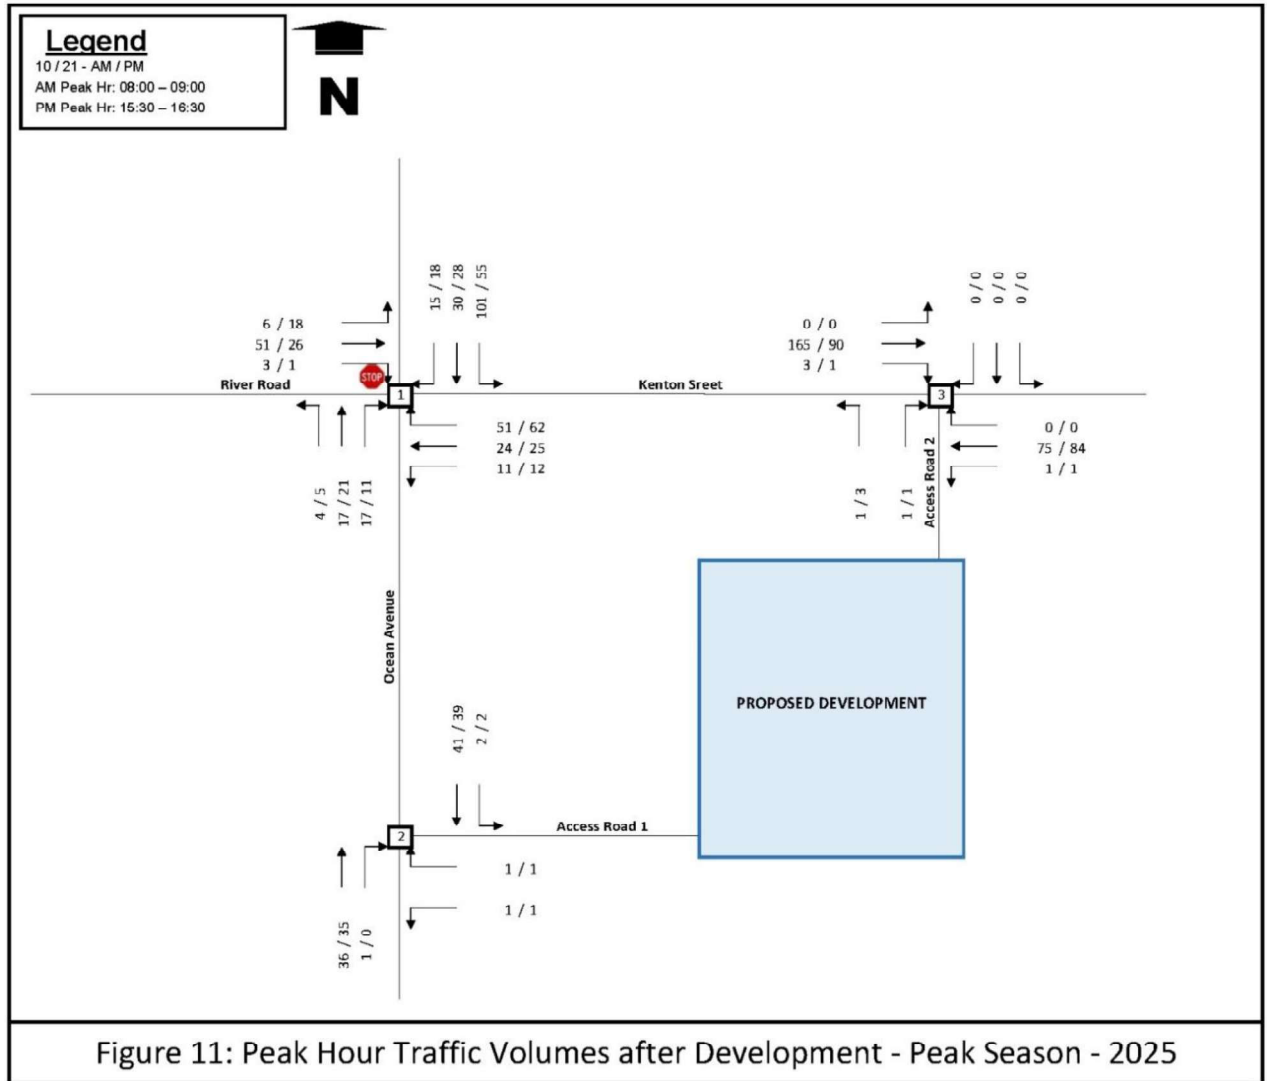 Legend
10 / 21 - AM / PM
AM Peak Hr: 08:00 – 09:00
PM Peak Hr: 15:30 – 16:30
N
15 / 18
30 / 28
101 / 55
6 / 18
51 / 26
3 / 1
STOP
River Road
1
Kenton Sreet
51 / 62
24 / 25
11 / 12
4 / 5
17 / 21
17 / 11
0 / 0
0 / 0
0 / 0
0 / 0
165 / 90
3 / 1
3
0 / 0
75 / 84
1 / 1
1 / 3
1 / 1
Access Road 2
Ocean Avenue
PROPOSED DEVELOPMENT
41 / 39
2 / 2
2
Access Road 1
1 / 1
1 / 1
36 / 35
1 / 0
Figure 11: Peak Hour Traffic Volumes after Development - Peak Season - 2025